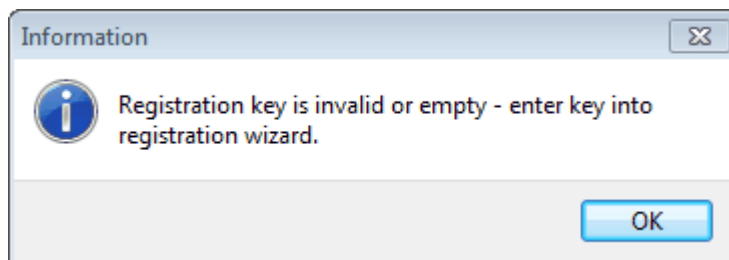 Information
Registration key is invalid or empty - enter key into
registration wizard.
OK